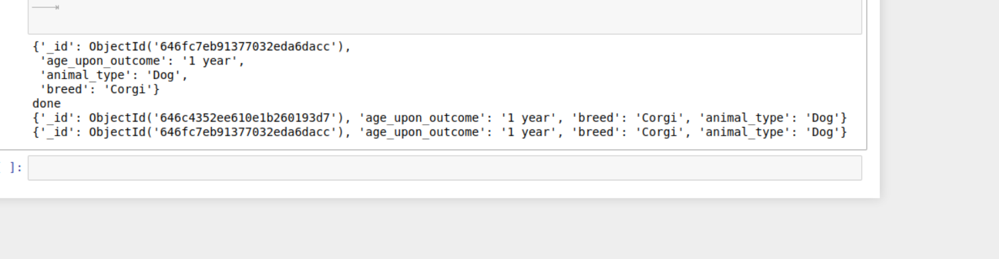 {'_id': ObjectId('646fc7eb91377032eda6dacc'),
 'age_upon_outcome': '1 year',
 'animal_type': 'Dog',
 'breed': 'Corgi'}
done
{'_id': ObjectId('646c4352ee610e1b260193d7'), 'age_upon_outcome': '1 year', 'breed': 'Corgi', 'animal_type': 'Dog'}
{'_id': ObjectId('646fc7eb91377032eda6dacc'), 'age_upon_outcome': '1 year', 'breed': 'Corgi', 'animal_type': 'Dog'}
]: